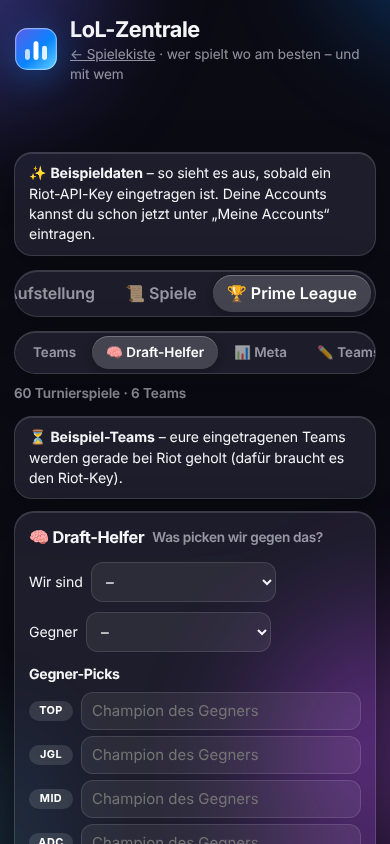 LoL-Zentrale
← Spielekiste · wer spielt wo am besten – und
mit wem
✨ Beispieldaten – so sieht es aus, sobald ein
Riot-API-Key eingetragen ist. Deine Accounts
kannst du schon jetzt unter „Meine Accounts“
eintragen.
ufstellung 📜 Spiele 🏆 Prime League
Teams 🧠 Draft-Helfer 📊 Meta ✏️ Teams
60 Turnierspiele · 6 Teams
⏳ Beispiel-Teams – eure eingetragenen Teams
werden gerade bei Riot geholt (dafür braucht es
den Riot-Key).
🧠 Draft-Helfer Was picken wir gegen das?
Wir sind –
Gegner –
Gegner-Picks
TOP Champion des Gegners
JGL Champion des Gegners
MID Champion des Gegners
ADC Champion des Gegners